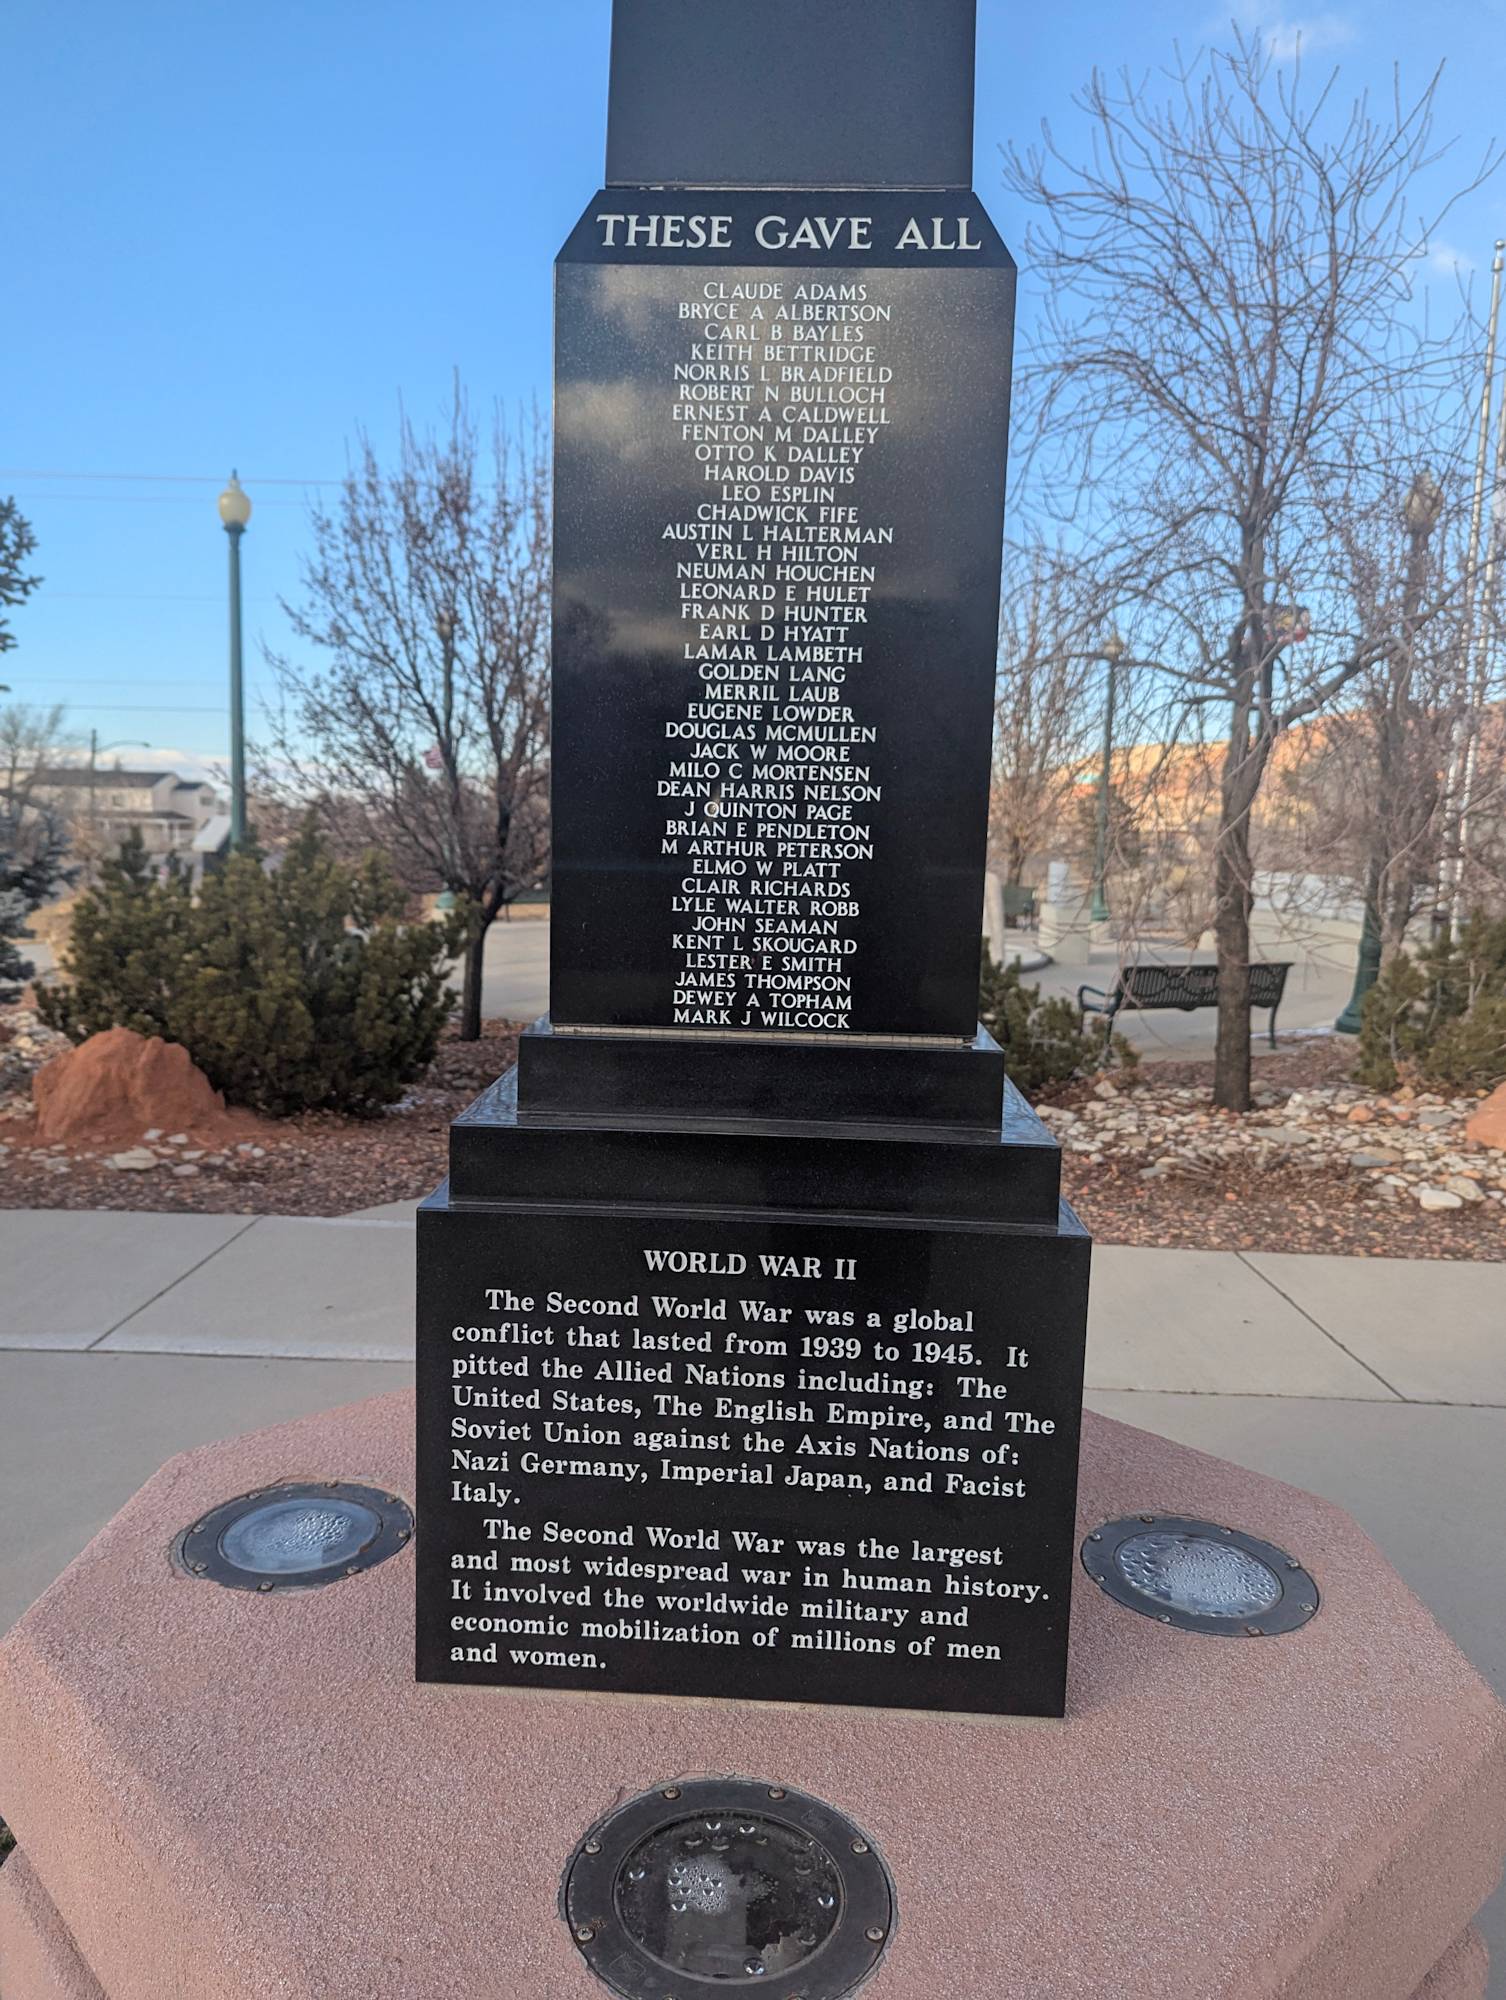 THESE GAVE ALL
CLAUDE ADAMS
BRYCE A ALBERTSON
CARL B BAYLES
KEITH BETTRIDGE
NORRIS L BRADFIELD
ROBERT N BULLOCH
ERNEST A CALDWELL
FENTON M DALLEY
OTTO K DALLEY
HAROLD DAVIS
LEO ESPLIN
CHADWICK FIFE
AUSTIN L HALTERMAN
VERL H HILTON
NEUMAN HOUCHEN
LEONARD E HULET
FRANK D HUNTER
EARL D HYATT
LAMAR LAMBETH
GOLDEN LANG
MERRIL LAUB
EUGENE LOWDER
DOUGLAS MCMULLEN
JACK W MOORE
MILO C MORTENSEN
DEAN HARRIS NELSON
J QUINTON PAGE
BRIAN E PENDLETON
M ARTHUR PETERSON
ELMO W PLATT
CLAIR RICHARDS
LYLE WALTER ROBB
JOHN SEAMAN
KENT L SKOUGARD
LESTER E SMITH
JAMES THOMPSON
DEWEY A TOPHAM
MARK J WILCOCK
WORLD WAR II
The Second World War was a global
conflict that lasted from 1939 to 1945. It
pitted the Allied Nations including: The
United States, The English Empire, and The
Soviet Union against the Axis Nations of:
Nazi Germany, Imperial Japan, and Facist
Italy.
The Second World War was the largest
and most widespread war in human history.
It involved the worldwide military and
economic mobilization of millions of men
and women.